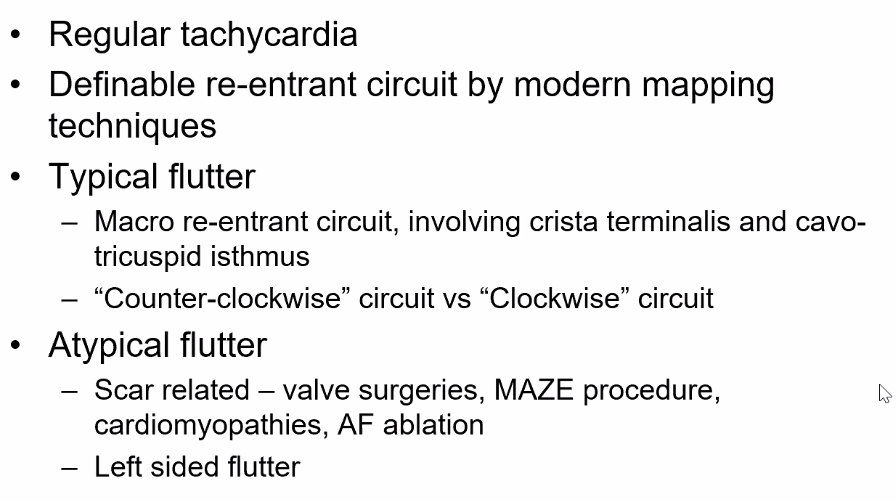 • Regular tachycardia
• Definable re-entrant circuit by modern mapping
techniques
• Typical flutter
– Macro re-entrant circuit, involving crista terminalis and cavo-
tricuspid isthmus
– “Counter-clockwise” circuit vs “Clockwise” circuit
• Atypical flutter
– Scar related – valve surgeries, MAZE procedure,
cardiomyopathies, AF ablation
– Left sided flutter